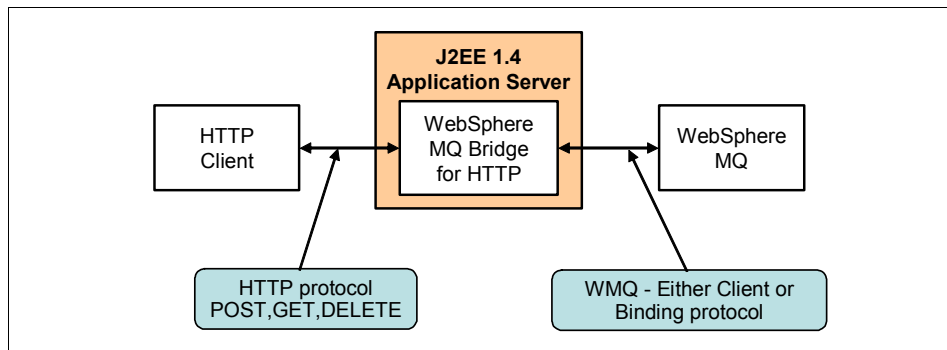 J2EE 1.4
Application Server
HTTP
Client
WebSphere
MQ Bridge
for HTTP
WebSphere
MQ
HTTP protocol
POST,GET,DELETE
WMQ - Either Client or
Binding protocol